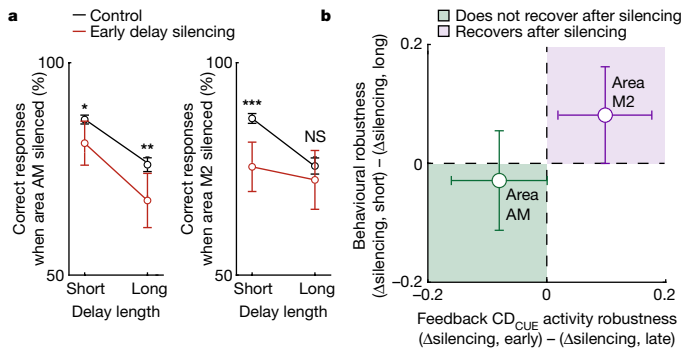 a
Control
Early delay silencing
100
50
Correct responses
when area AM silenced (%)
*
**
Short
Long
Delay length
100
50
Correct responses
when area M2 silenced (%)
***
NS
Short
Long
Delay length
b
Does not recover after silencing
Recovers after silencing
0.2
0
−0.2
Behavioural robustness
(Δsilencing, short) − (Δsilencing, long)
Area
M2
Area
AM
−0.2
0
0.2
Feedback CD_CUE activity robustness
(Δsilencing, early) − (Δsilencing, late)